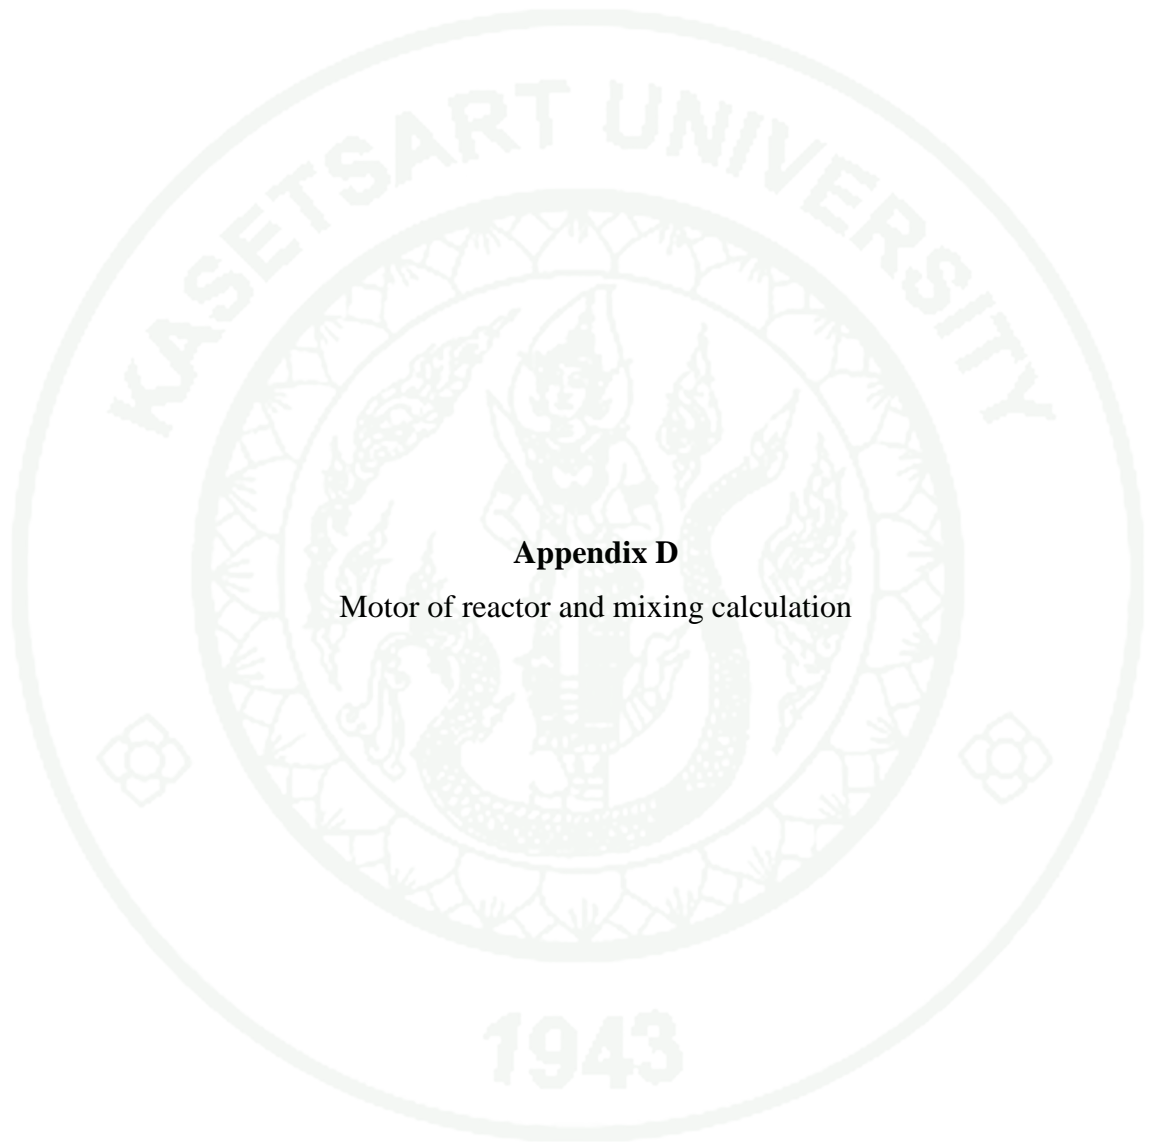 KASETSART UNIVERSITY
Appendix D
Motor of reactor and mixing calculation
1943